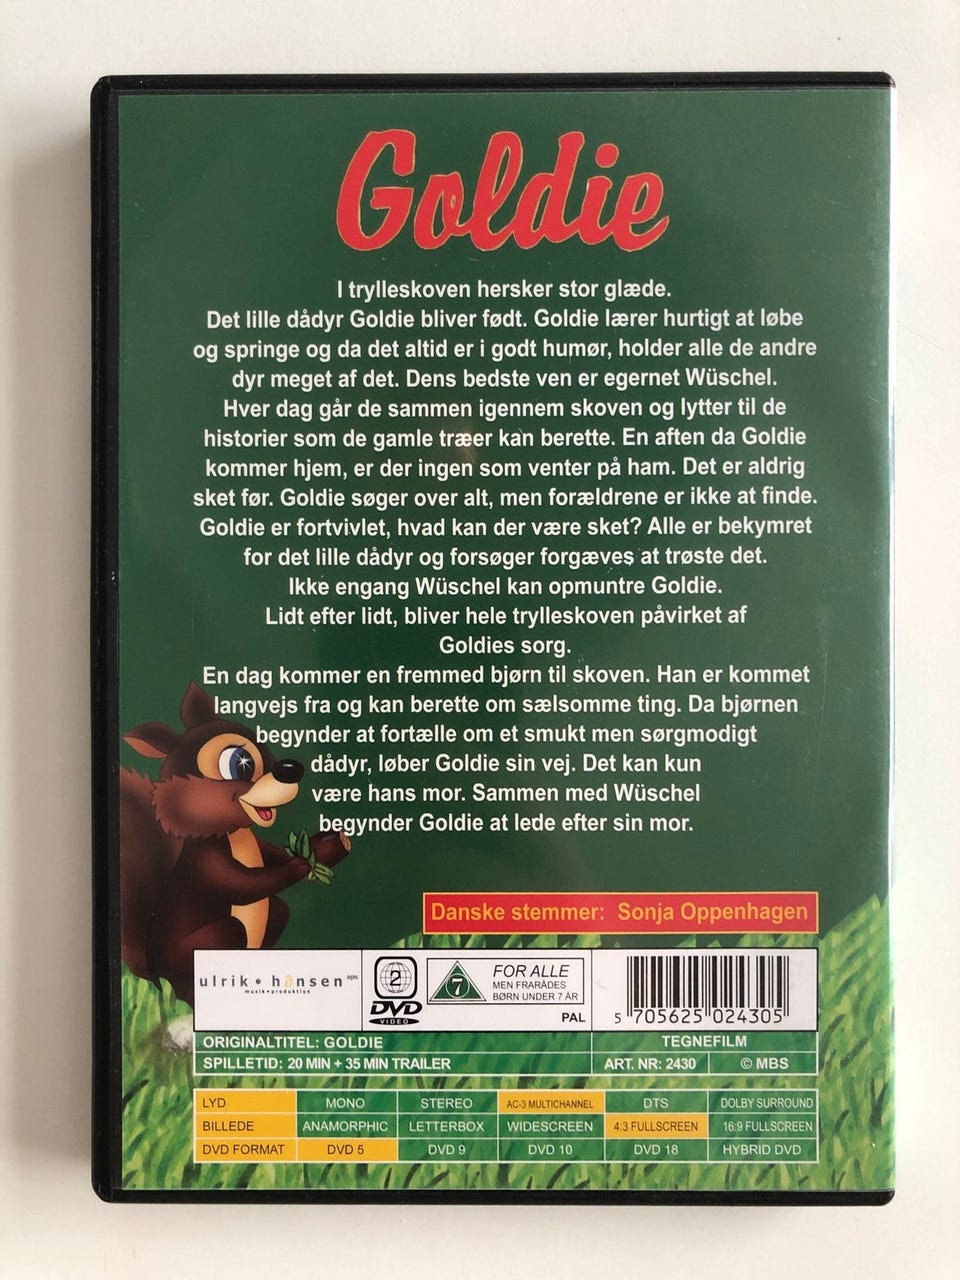 Goldie
I trylleskoven hersker stor glæde.
Det lille dådyr Goldie bliver født. Goldie lærer hurtigt at løbe
og springe og da det altid er i godt humør, holder alle de andre
dyr meget af det. Dens bedste ven er egernet Wüschel.
Hver dag går de sammen igennem skoven og lytter til de
historier som de gamle træer kan berette. En aften da Goldie
kommer hjem, er der ingen som venter på ham. Det er aldrig
sket før. Goldie søger over alt, men forældrene er ikke at finde.
Goldie er fortvivlet, hvad kan der være sket? Alle er bekymret
for det lille dådyr og forsøger forgæves at trøste det.
Ikke engang Wüschel kan opmuntre Goldie.
Lidt efter lidt, bliver hele trylleskoven påvirket af
Goldies sorg.
En dag kommer en fremmed bjørn til skoven. Han er kommet
langvejs fra og kan berette om sælsomme ting. Da bjørnen
begynder at fortælle om et smukt men sørgmodigt
dådyr, løber Goldie sin vej. Det kan kun
være hans mor. Sammen med Wüschel
begynder Goldie at lede efter sin mor.
Danske stemmer: Sonja Oppenhagen
ulrik • hansen aps
musik • produktion
2
DVD
VIDEO
7
FOR ALLE
MEN FRARÅDES
BØRN UNDER 7 ÅR
PAL
5 705625 024305
ORIGINALTITEL: GOLDIE TEGNEFILM
SPILLETID: 20 MIN + 35 MIN TRAILER ART. NR: 2430 © MBS
LYD MONO STEREO AC-3 MULTICHANNEL DTS DOLBY SURROUND
BILLEDE ANAMORPHIC LETTERBOX WIDESCREEN 4:3 FULLSCREEN 16:9 FULLSCREEN
DVD FORMAT DVD 5 DVD 9 DVD 10 DVD 18 HYBRID DVD